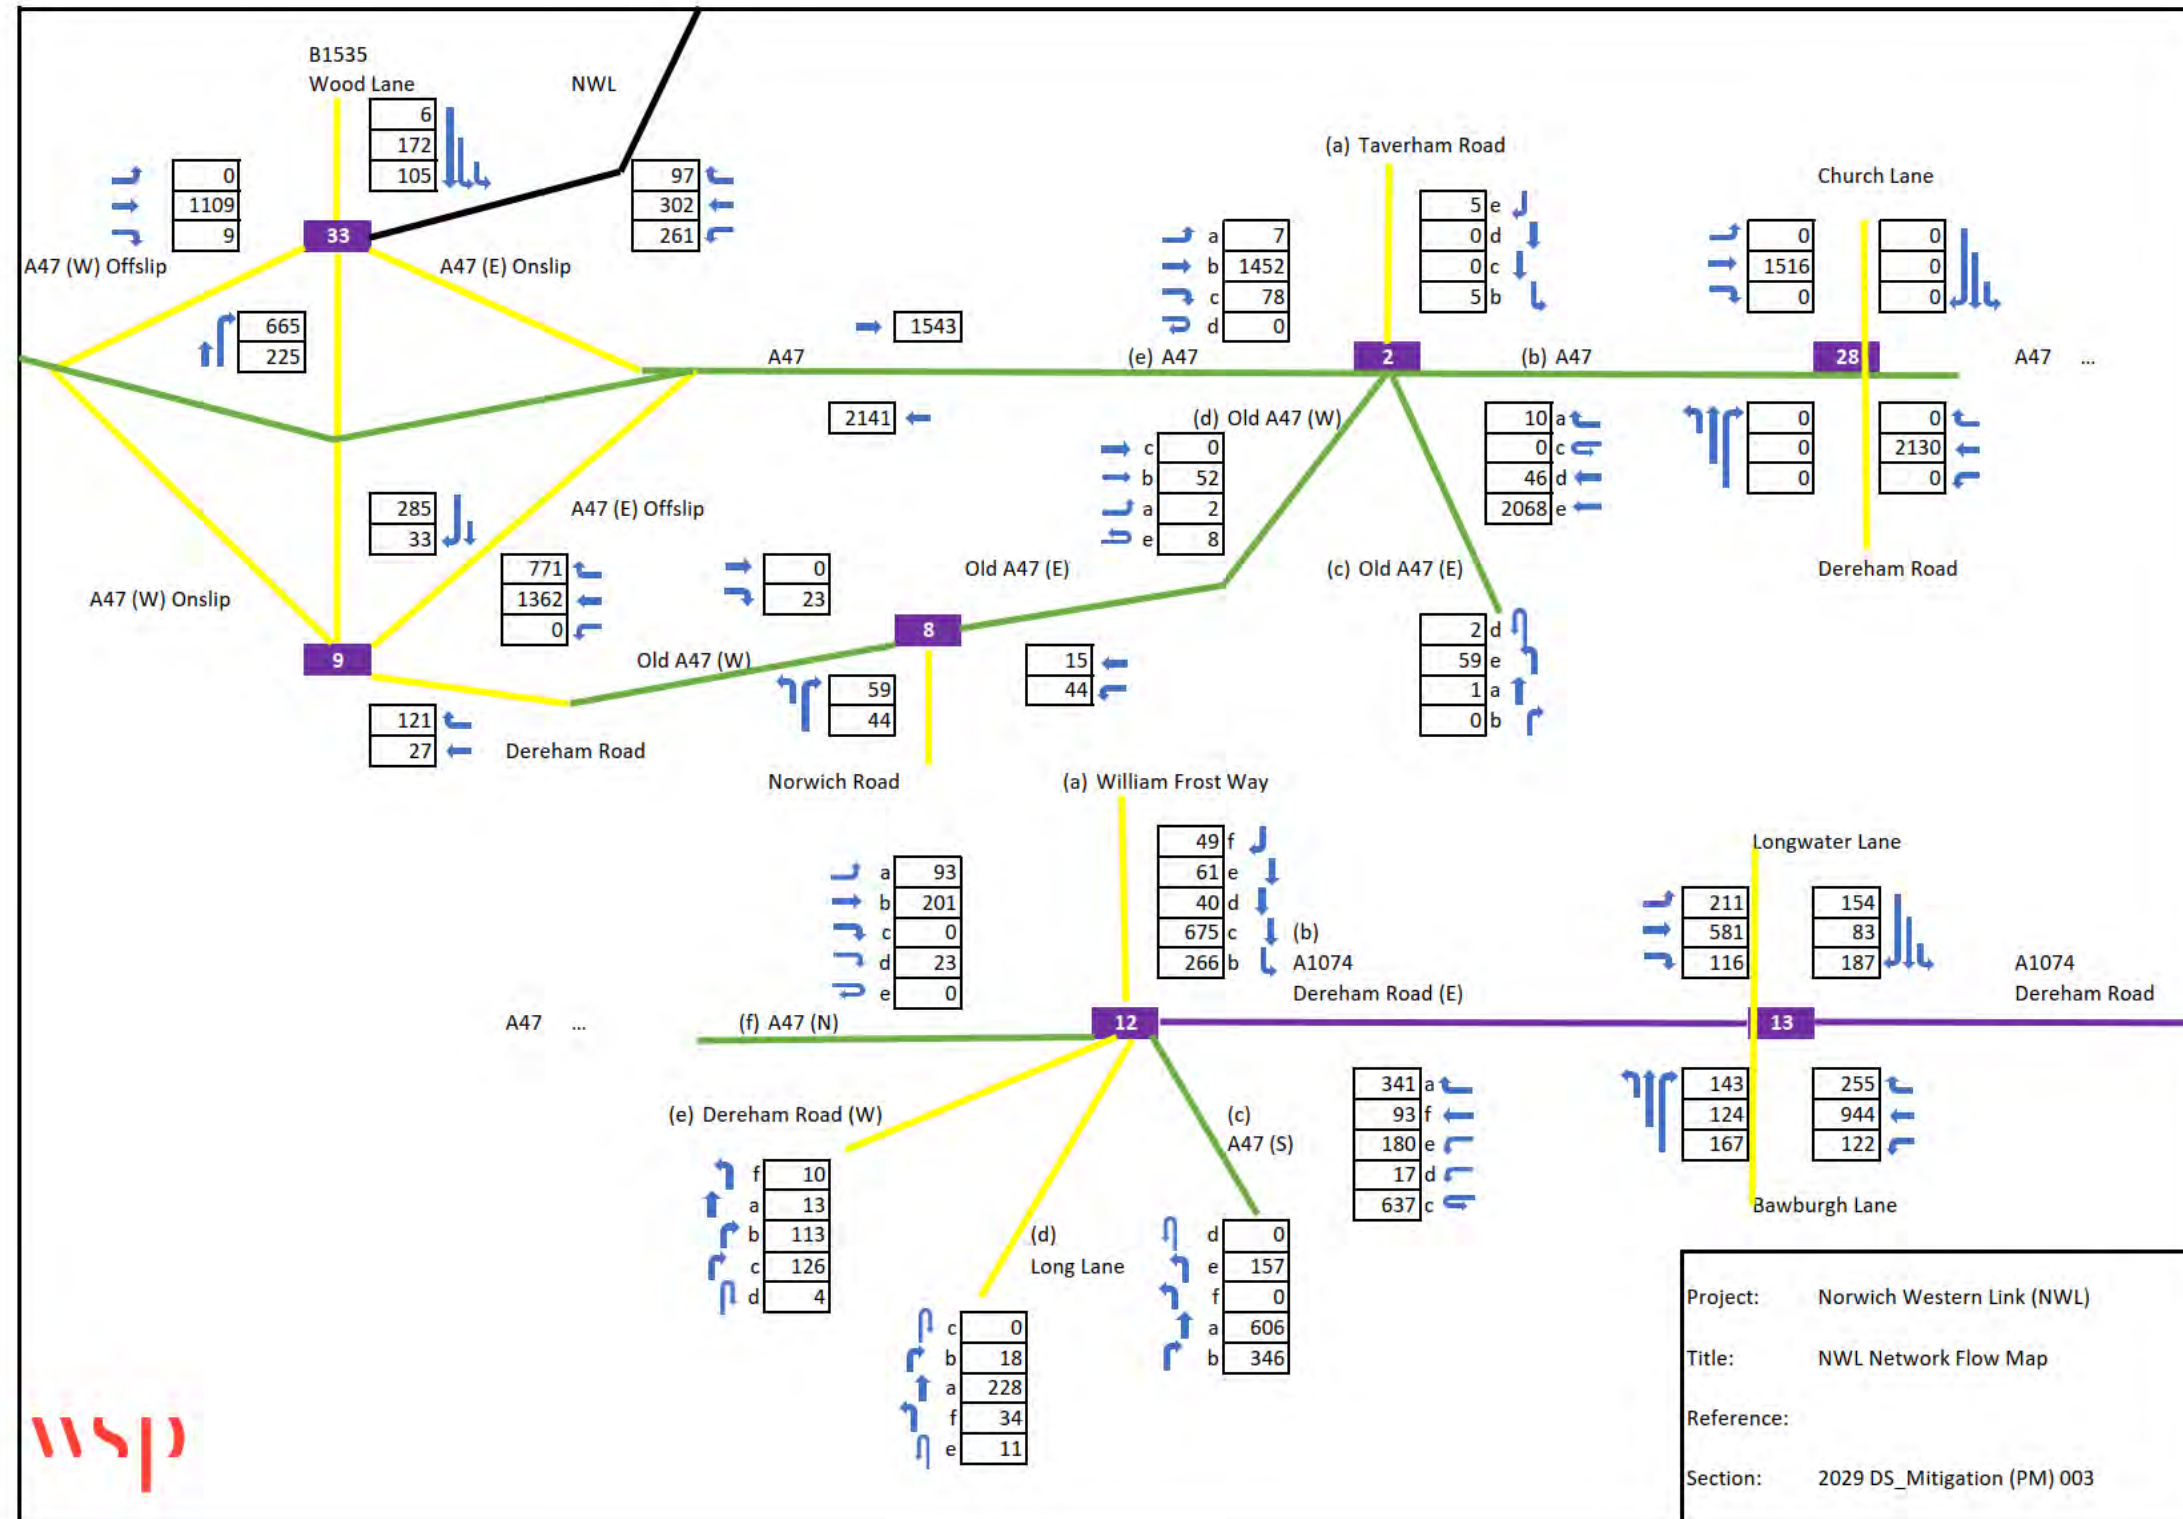 B1535
Wood Lane
NWL
6
172
105
0
1109
9
97
302
261
33
A47 (W) Offslip
A47 (E) Onslip
665
225
1543
A47
2141
285
33
A47 (E) Offslip
A47 (W) Onslip
771
1362
0
9
121
27
Dereham Road
0
23
Old A47 (W)
8
Old A47 (E)
15
44
59
44
Norwich Road
(a) Taverham Road
5 e
0 d
0 c
5 b
a 7
b 1452
c 78
d 0
(e) A47
2
(b) A47
(d) Old A47 (W)
c 0
b 52
a 2
e 8
10 a
0 c
46 d
2068 e
(c) Old A47 (E)
2 d
59 e
1 a
0 b
Church Lane
0
1516
0
0
0
0
28
A47 ...
0
0
0
0
2130
0
Dereham Road
(a) William Frost Way
49 f
61 e
40 d
675 c
266 b
a 93
b 201
c 0
d 23
e 0
(b)
A1074
Dereham Road (E)
A47 ...
(f) A47 (N)
12
(e) Dereham Road (W)
f 10
a 13
b 113
c 126
d 4
(d)
Long Lane
c 0
b 18
a 228
f 34
e 11
(c)
A47 (S)
d 0
e 157
f 0
a 606
b 346
341 a
93 f
180 e
17 d
637 c
Longwater Lane
211
581
116
154
83
187
A1074
Dereham Road
13
143
124
167
255
944
122
Bawburgh Lane
Project: Norwich Western Link (NWL)
Title: NWL Network Flow Map
Reference:
Section: 2029 DS_Mitigation (PM) 003
wsp